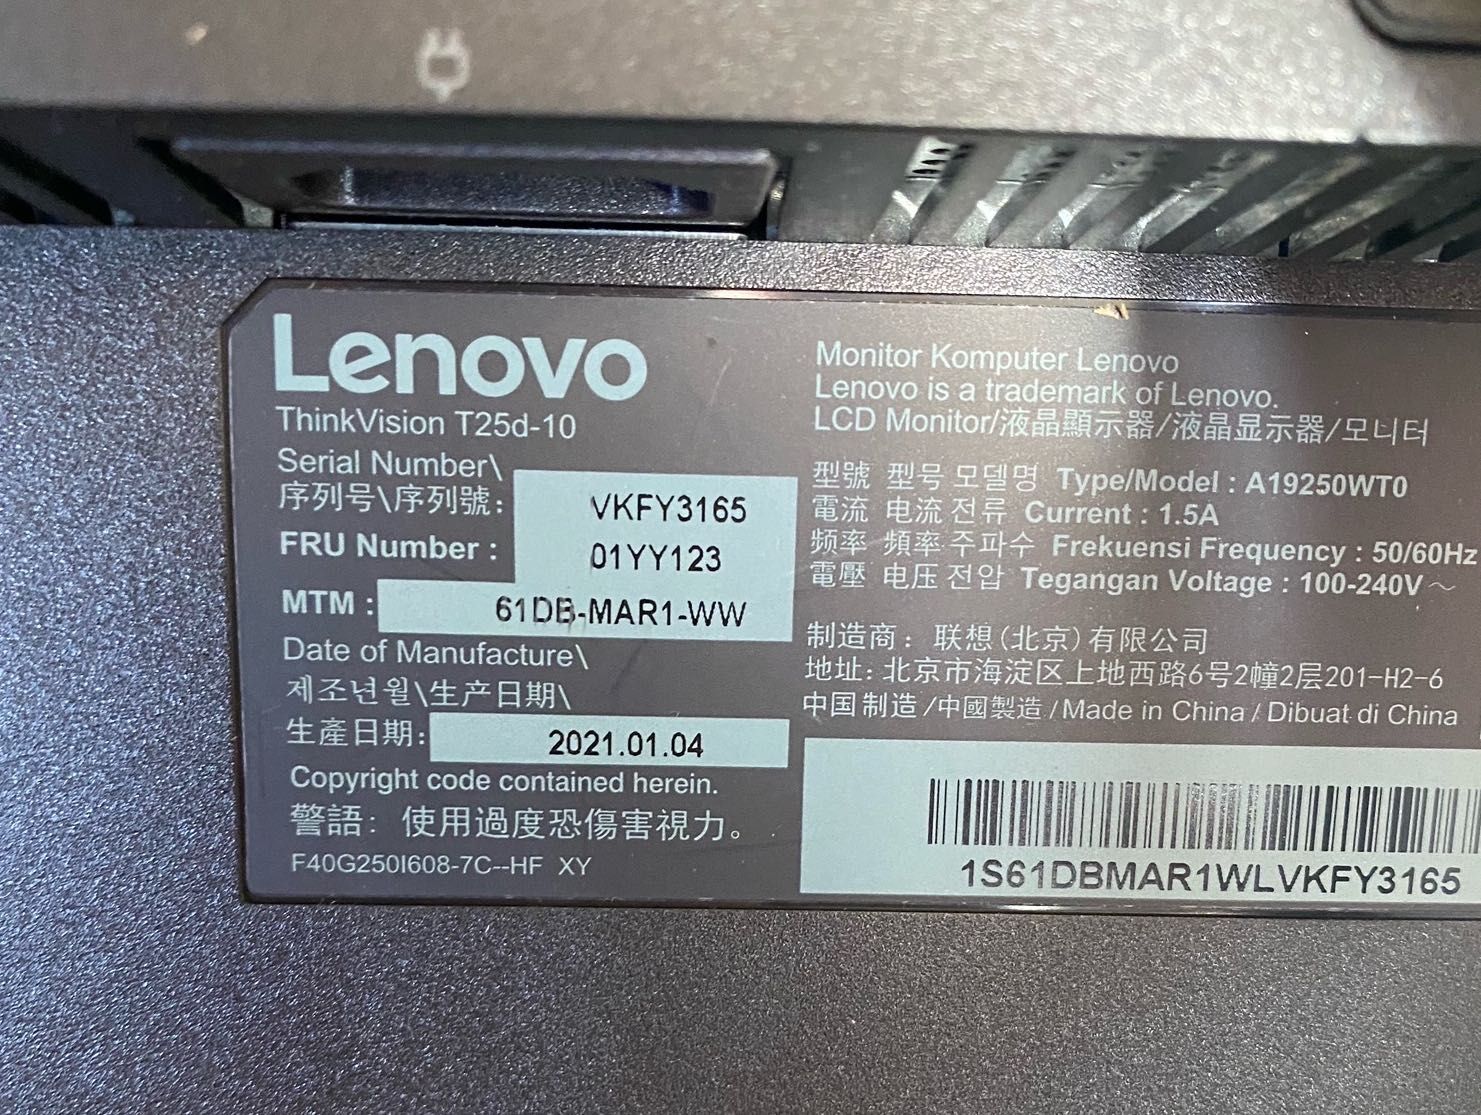 Lenovo
ThinkVision T25d-10
Serial Number\
序列号\序列號: VKFY3165
FRU Number : 01YY123
MTM : 61DB-MAR1-WW
Date of Manufacture\
제조년월\生产日期\
生產日期: 2021.01.04
Copyright code contained herein.
警語: 使用過度恐傷害視力。
F40G250I608-7C--HF XY
Monitor Komputer Lenovo
Lenovo is a trademark of Lenovo.
LCD Monitor/液晶顯示器/液晶显示器/모니터
型號 型号 모델명 Type/Model : A19250WT0
電流 电流 전류 Current : 1.5A
频率 頻率 주파수 Frekuensi Frequency : 50/60Hz
電壓 电压 전압 Tegangan Voltage : 100-240V～
制造商: 联想(北京)有限公司
地址: 北京市海淀区上地西路6号2幢2层201-H2-6
中国制造/中國製造/Made in China/Dibuat di China
1S61DBMAR1WLVKFY3165